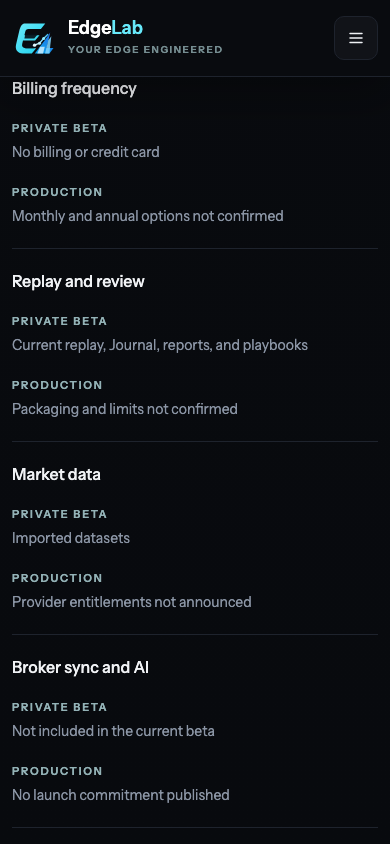 EdgeLab
YOUR EDGE ENGINEERED
Billing frequency
PRIVATE BETA
No billing or credit card
PRODUCTION
Monthly and annual options not confirmed
Replay and review
PRIVATE BETA
Current replay, Journal, reports, and playbooks
PRODUCTION
Packaging and limits not confirmed
Market data
PRIVATE BETA
Imported datasets
PRODUCTION
Provider entitlements not announced
Broker sync and AI
PRIVATE BETA
Not included in the current beta
PRODUCTION
No launch commitment published